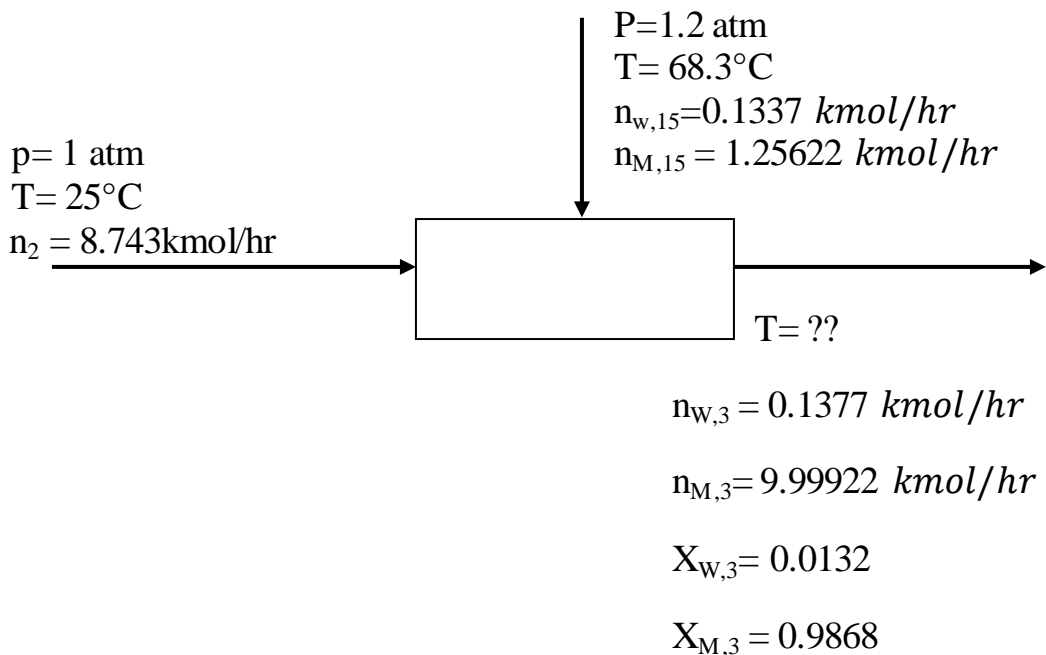 P=1.2 atm
T= 68.3°C
n_{w,15}=0.1337 kmol/hr
n_{M,15} = 1.25622 kmol/hr
p= 1 atm
T= 25°C
n_2 = 8.743kmol/hr
T= ??
n_{W,3} = 0.1377 kmol/hr
n_{M,3}= 9.99922 kmol/hr
X_{W,3}= 0.0132
X_{M,3} = 0.9868